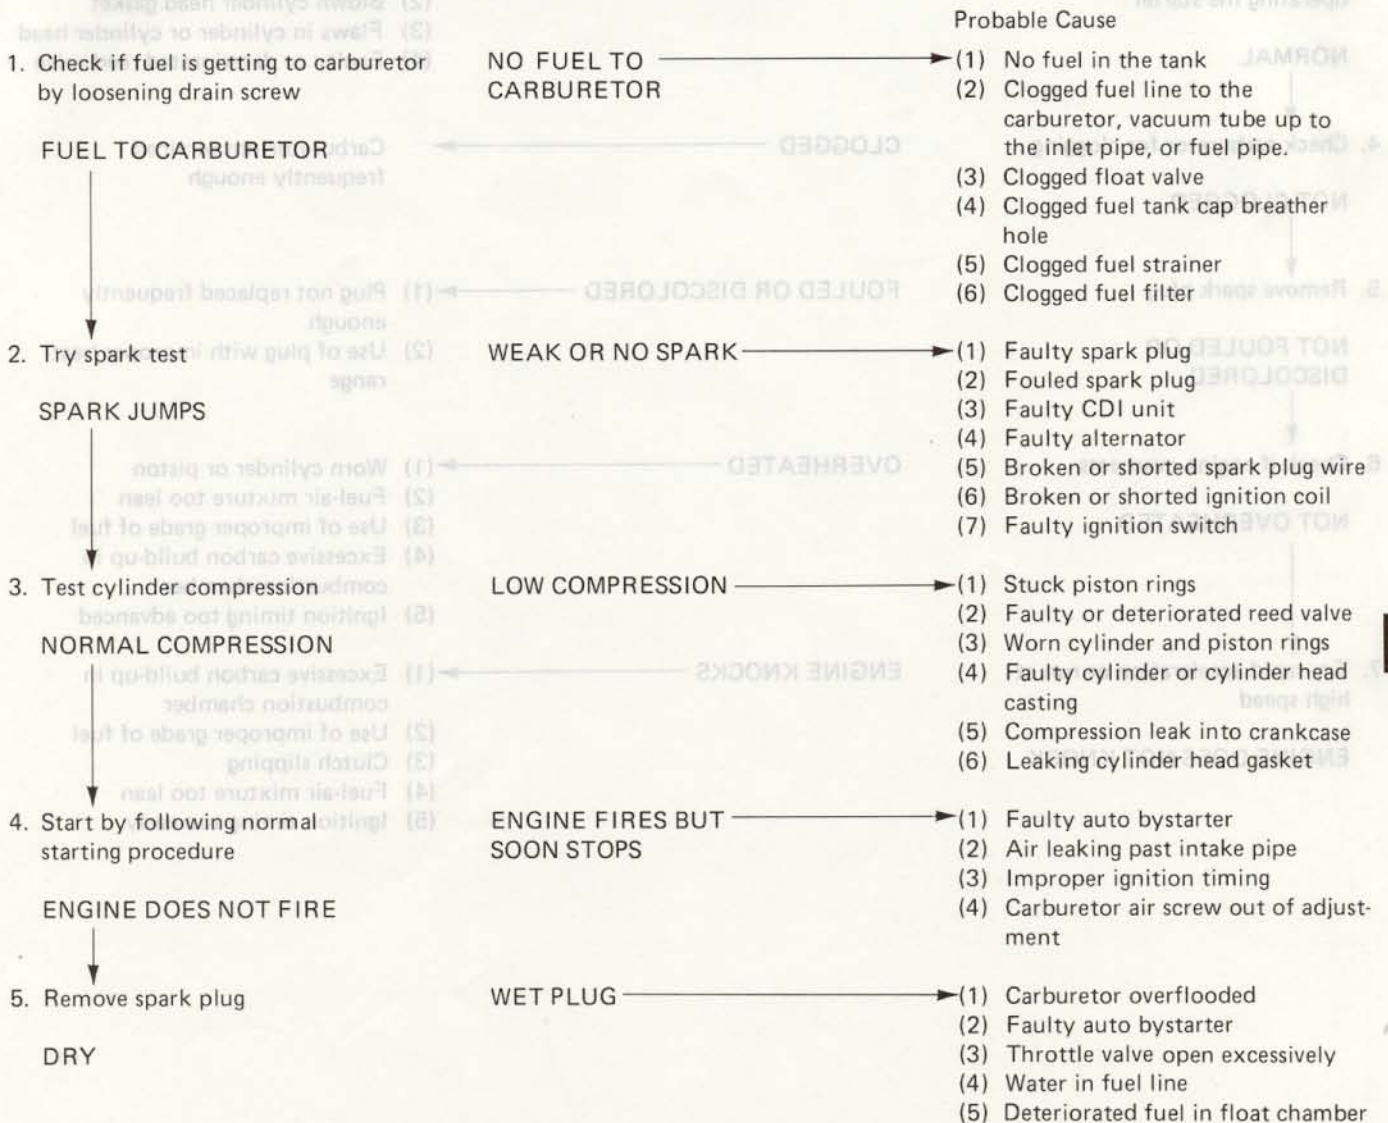 Probable Cause
1. Check if fuel is getting to carburetor
by loosening drain screw
NO FUEL TO
CARBURETOR
(1) No fuel in the tank
(2) Clogged fuel line to the
carburetor, vacuum tube up to
the inlet pipe, or fuel pipe.
(3) Clogged float valve
(4) Clogged fuel tank cap breather
hole
(5) Clogged fuel strainer
(6) Clogged fuel filter
FUEL TO CARBURETOR
2. Try spark test
WEAK OR NO SPARK
(1) Faulty spark plug
(2) Fouled spark plug
(3) Faulty CDI unit
(4) Faulty alternator
(5) Broken or shorted spark plug wire
(6) Broken or shorted ignition coil
(7) Faulty ignition switch
SPARK JUMPS
3. Test cylinder compression
LOW COMPRESSION
(1) Stuck piston rings
(2) Faulty or deteriorated reed valve
(3) Worn cylinder and piston rings
(4) Faulty cylinder or cylinder head
casting
(5) Compression leak into crankcase
(6) Leaking cylinder head gasket
NORMAL COMPRESSION
4. Start by following normal
starting procedure
ENGINE FIRES BUT
SOON STOPS
(1) Faulty auto bystarter
(2) Air leaking past intake pipe
(3) Improper ignition timing
(4) Carburetor air screw out of adjust-
ment
ENGINE DOES NOT FIRE
5. Remove spark plug
WET PLUG
(1) Carburetor overflooded
(2) Faulty auto bystarter
(3) Throttle valve open excessively
(4) Water in fuel line
(5) Deteriorated fuel in float chamber
DRY